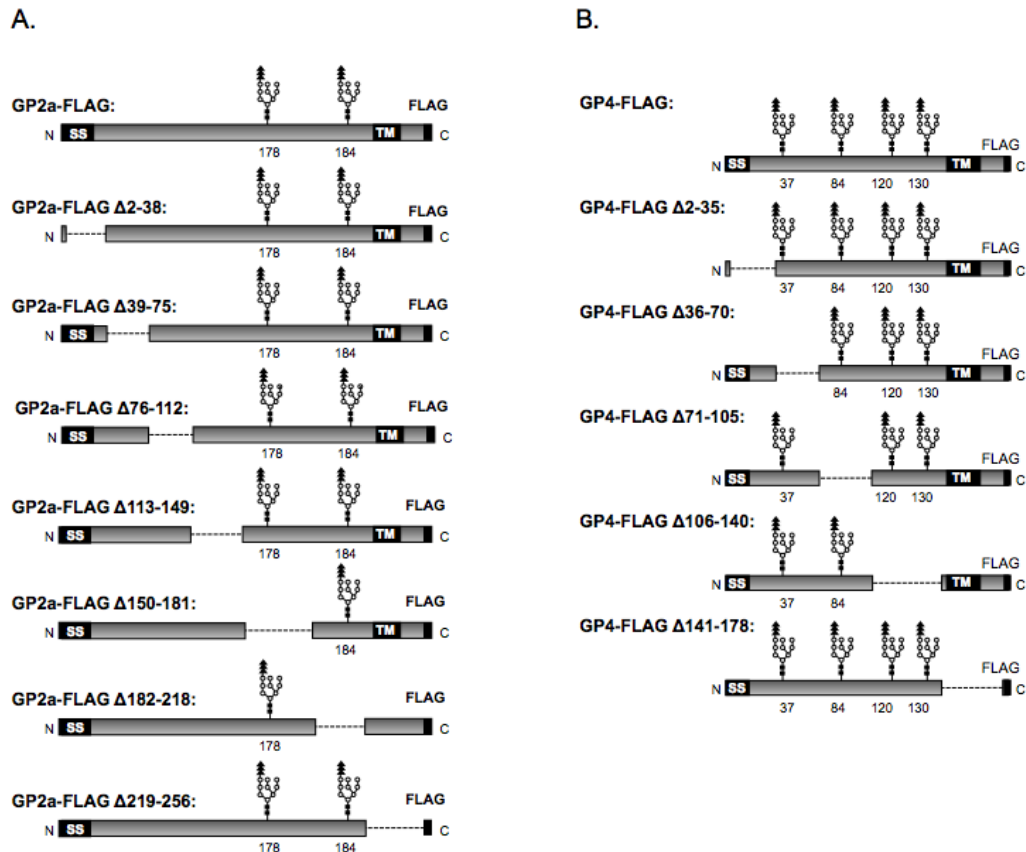 A.
GP2a-FLAG:
FLAG
N SS TM C
178 184
GP2a-FLAG Δ2-38:
FLAG
N TM C
178 184
GP2a-FLAG Δ39-75:
FLAG
N SS TM C
178 184
GP2a-FLAG Δ76-112:
FLAG
N SS TM C
178 184
GP2a-FLAG Δ113-149:
FLAG
N SS TM C
178 184
GP2a-FLAG Δ150-181:
FLAG
N SS TM C
184
GP2a-FLAG Δ182-218:
FLAG
N SS C
178
GP2a-FLAG Δ219-256:
FLAG
N SS C
178 184
B.
GP4-FLAG:
FLAG
N SS TM C
37 84 120 130
GP4-FLAG Δ2-35:
FLAG
N TM C
37 84 120 130
GP4-FLAG Δ36-70:
FLAG
N SS TM C
84 120 130
GP4-FLAG Δ71-105:
FLAG
N SS TM C
37 120 130
GP4-FLAG Δ106-140:
FLAG
N SS TM C
37 84
GP4-FLAG Δ141-178:
FLAG
N SS C
37 84 120 130